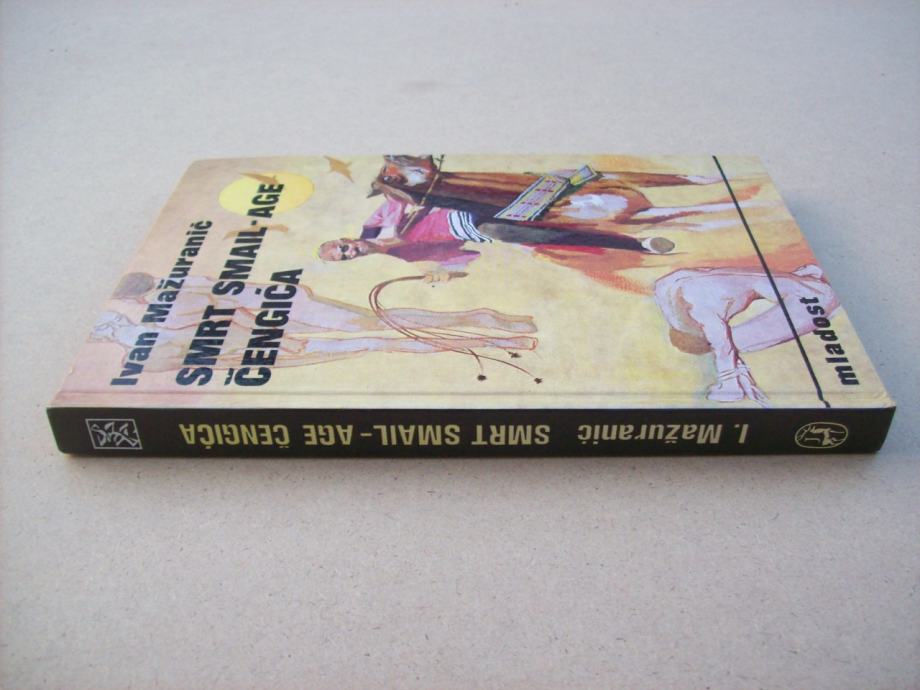 Ivan Mažuranić
SMRT SMAIL-AGE
ČENGIĆA
mladost
I. Mažuranić SMRT SMAIL-AGE ČENGIĆA